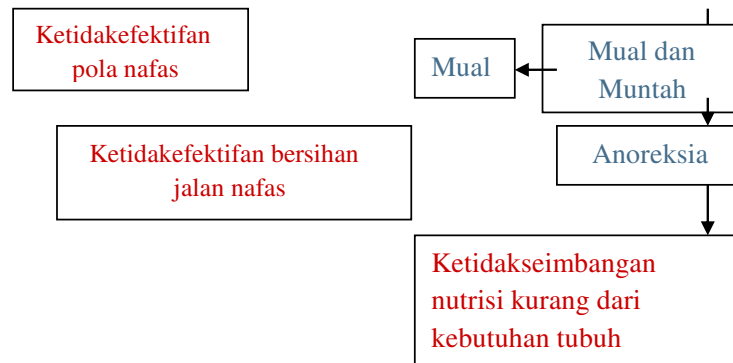 Ketidakefektifan
pola nafas
Mual
Mual dan
Muntah
Ketidakefektifan bersihan
jalan nafas
Anoreksia
Ketidakseimbangan
nutrisi kurang dari
kebutuhan tubuh